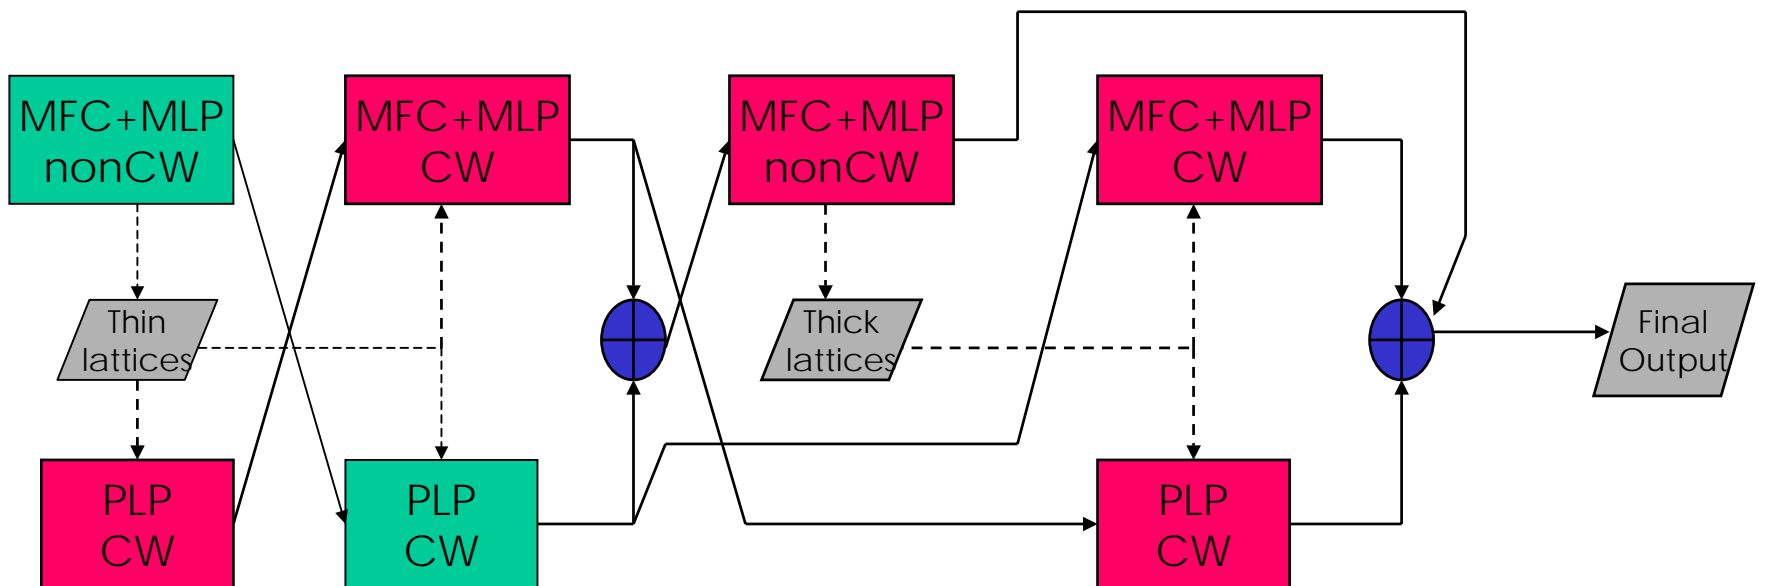 MFC+MLP
nonCW
MFC+MLP
CW
MFC+MLP
nonCW
MFC+MLP
CW
Thin
lattices
Thick
lattices
Final
Output
PLP
CW
PLP
CW
PLP
CW